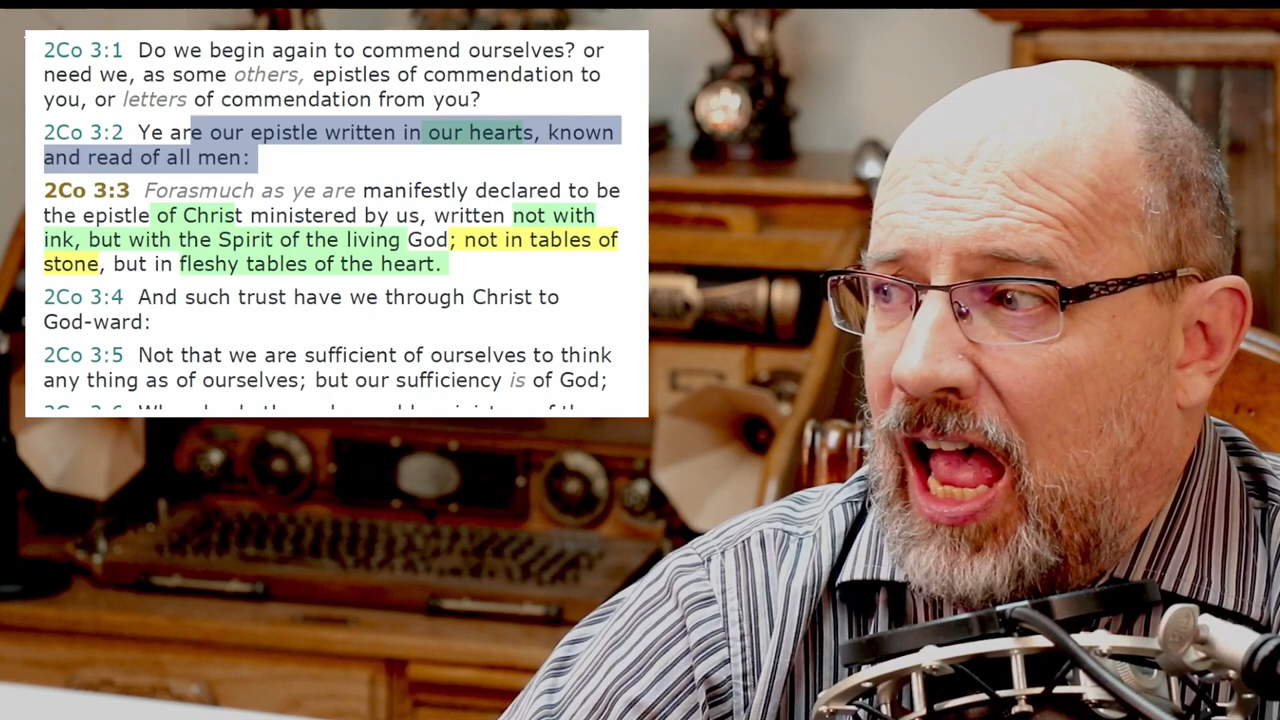 2Co 3:1 Do we begin again to commend ourselves? or
need we, as some others, epistles of commendation to
you, or letters of commendation from you?
2Co 3:2 Ye are our epistle written in our hearts, known
and read of all men:
2Co 3:3 Forasmuch as ye are manifestly declared to be
the epistle of Christ ministered by us, written not with
ink, but with the Spirit of the living God; not in tables of
stone, but in fleshy tables of the heart.
2Co 3:4 And such trust have we through Christ to
God-ward:
2Co 3:5 Not that we are sufficient of ourselves to think
any thing as of ourselves; but our sufficiency is of God;